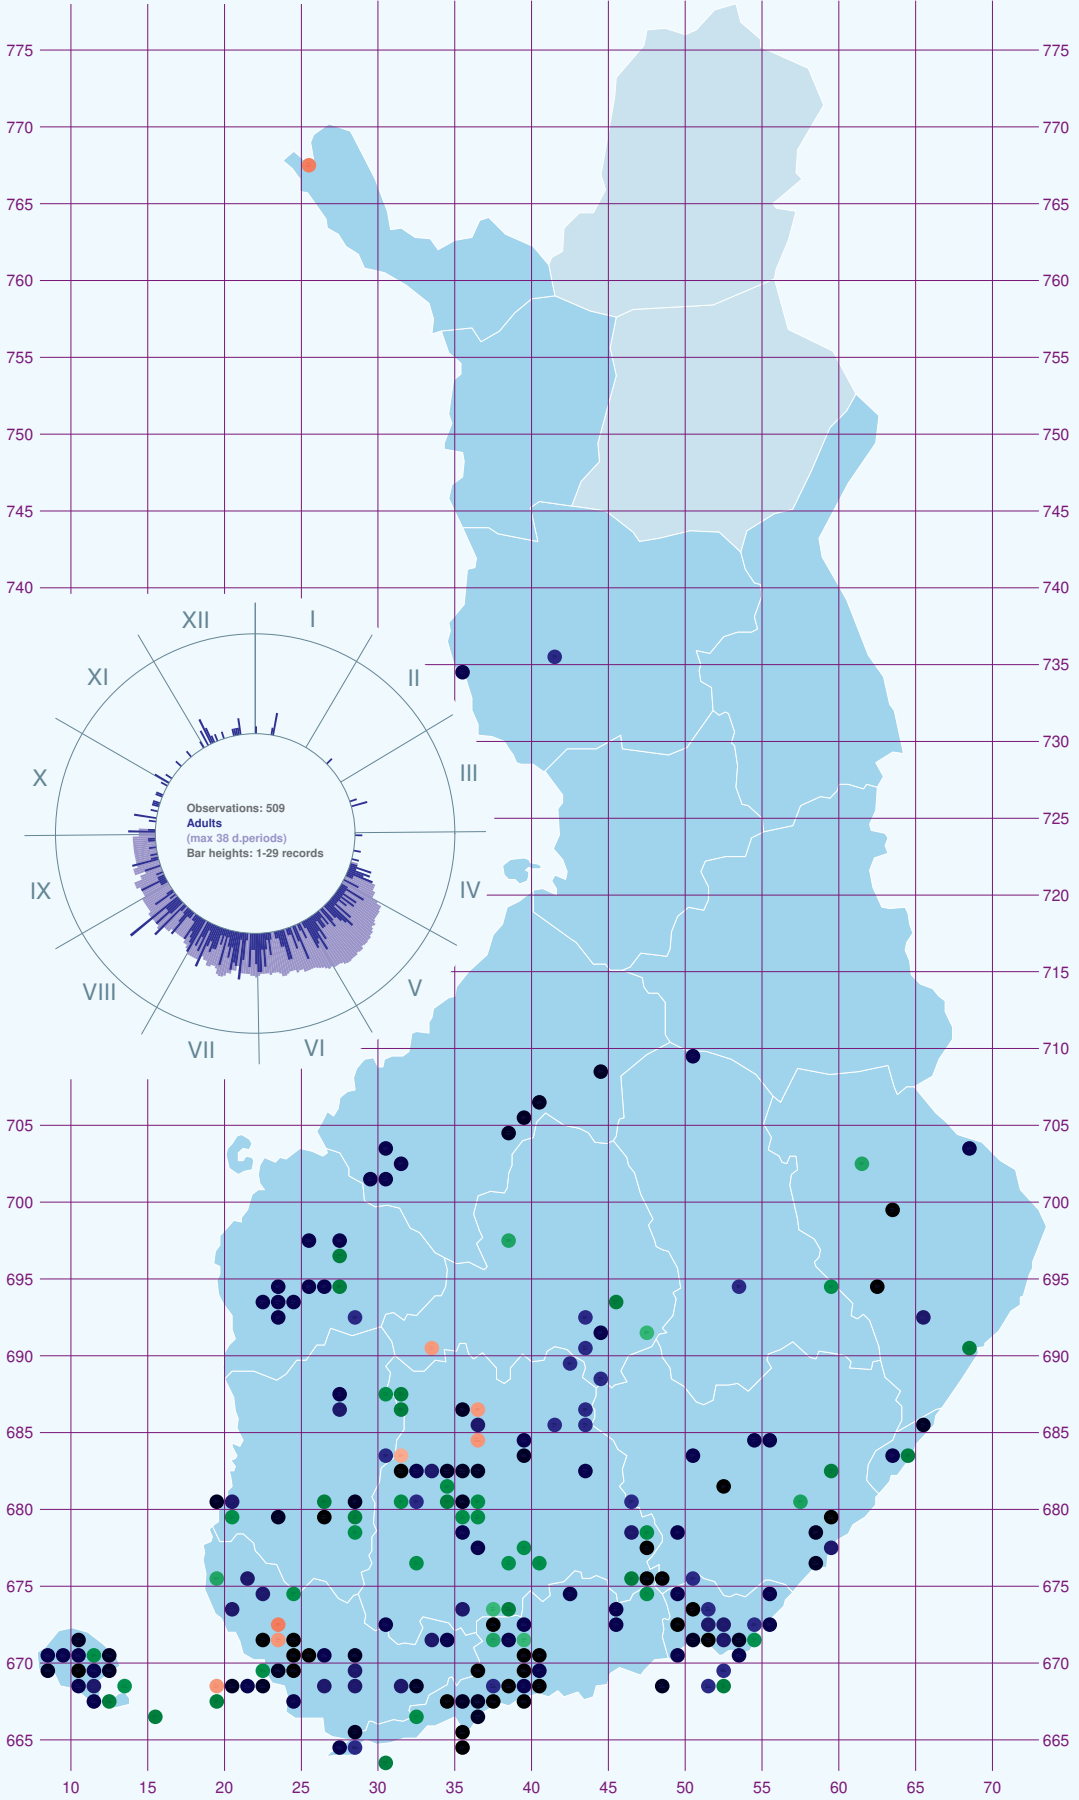 775 775
770 770
765 765
760 760
755 755
750 750
745 745
740 740
XII I
XI II
735 735
730 730
X III
Observations: 509
Adults
(max 38 d.periods)
Bar heights: 1-29 records
725 725
IX IV
720 720
715 715
VIII V
VII VI
710 710
705 705
700 700
695 695
690 690
685 685
680 680
675 675
670 670
665 665
10 15 20 25 30 35 40 45 50 55 60 65 70